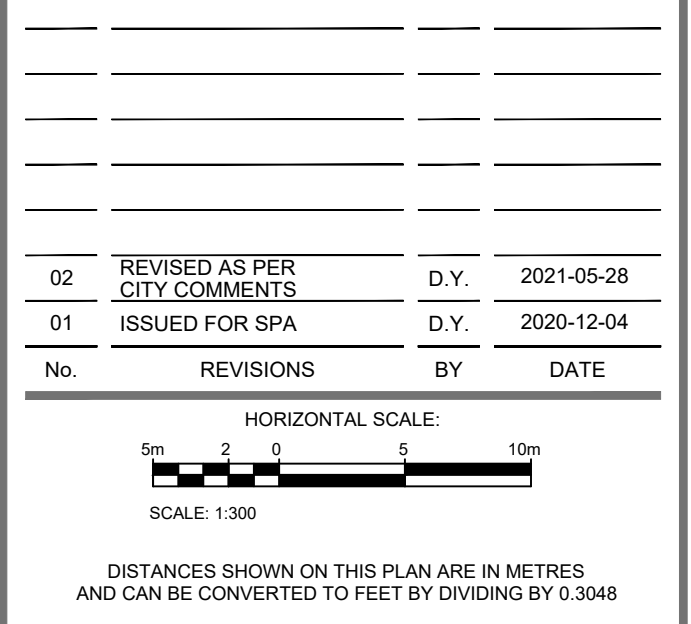 02 REVISED AS PER CITY COMMENTS D.Y. 2021-05-28
01 ISSUED FOR SPA D.Y. 2020-12-04
No. REVISIONS BY DATE
HORIZONTAL SCALE:
5m 2 0 5 10m
SCALE: 1:300
DISTANCES SHOWN ON THIS PLAN ARE IN METRES
AND CAN BE CONVERTED TO FEET BY DIVIDING BY 0.3048